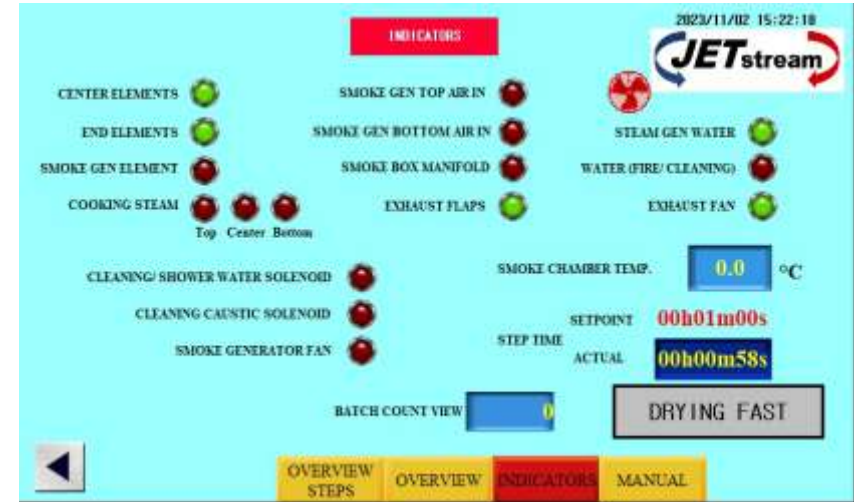 2023/11/02 15:22:18
INDICATORS
JETstream
CENTER ELEMENTS
SMOKE GEN TOP AIR IN
END ELEMENTS
SMOKE GEN BOTTOM AIR IN
STEAM GEN WATER
SMOKE GEN ELEMENT
SMOKE BOX MANIFOLD
WATER (FIRE/ CLEANING)
COOKING STEAM
EXHAUST FLAPS
EXHAUST FAN
Top Center Bottom
CLEANING/ SHOWER WATER SOLENOID
SMOKE CHAMBER TEMP.
0.0 °C
CLEANING CAUSTIC SOLENOID
SETPOINT 00h01m00s
STEP TIME
SMOKE GENERATOR FAN
ACTUAL 00h00m58s
BATCH COUNT VIEW 0
DRYING FAST
OVERVIEW
STEPS
OVERVIEW
INDICATORS
MANUAL